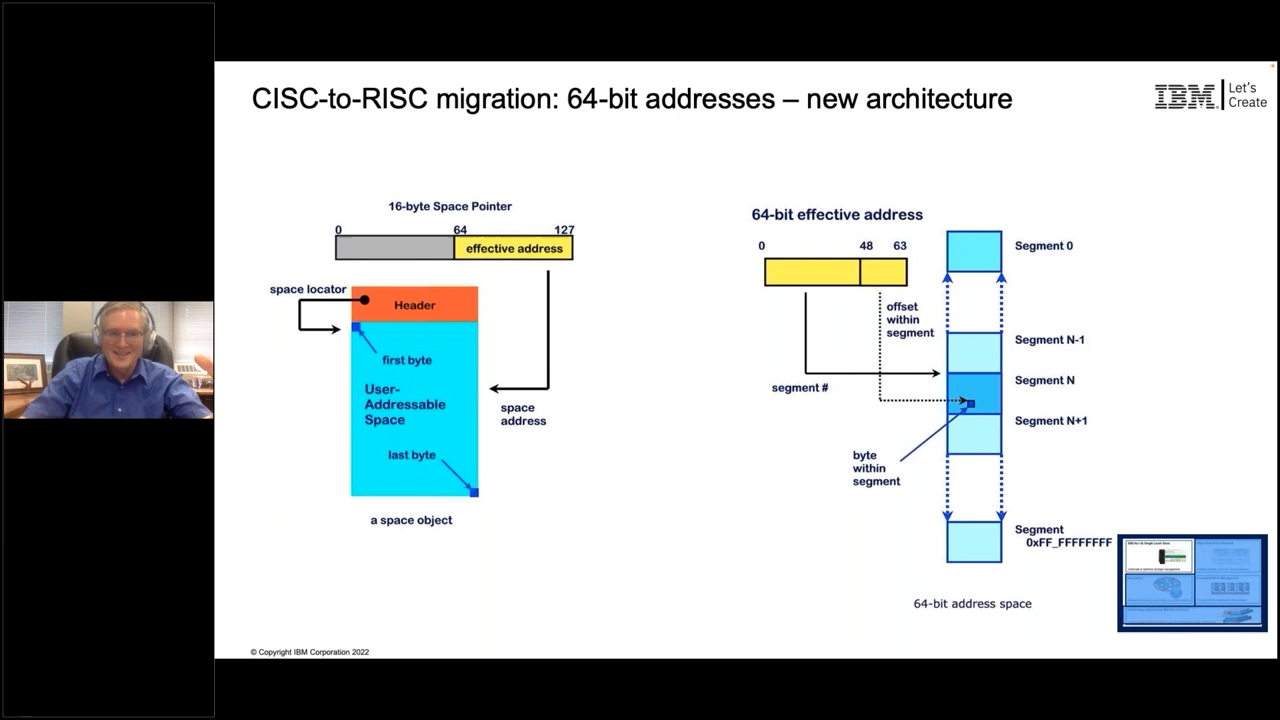 CISC-to-RISC migration: 64-bit addresses – new architecture
IBM
Let's
Create
16-byte Space Pointer
0 64 127
effective address
space locator
Header
first byte
User-
Addressable
Space
space
address
last byte
a space object
64-bit effective address
0 48 63
offset
within
segment
segment #
byte
within
segment
Segment 0
Segment N-1
Segment N
Segment N+1
Segment
0xFF_FFFFFFFF
64-bit address space
© Copyright IBM Corporation 2022